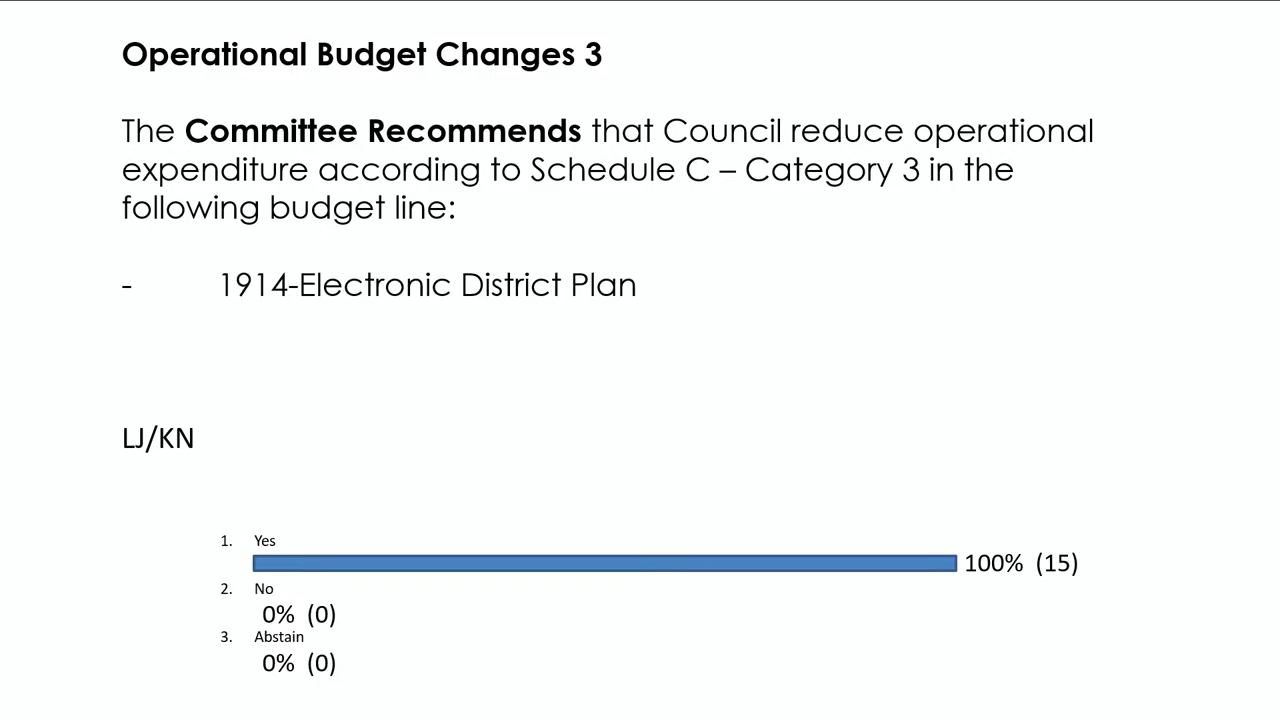 Operational Budget Changes 3
The Committee Recommends that Council reduce operational
expenditure according to Schedule C – Category 3 in the
following budget line:
- 1914-Electronic District Plan
LJ/KN
1. Yes
100% (15)
2. No
0% (0)
3. Abstain
0% (0)